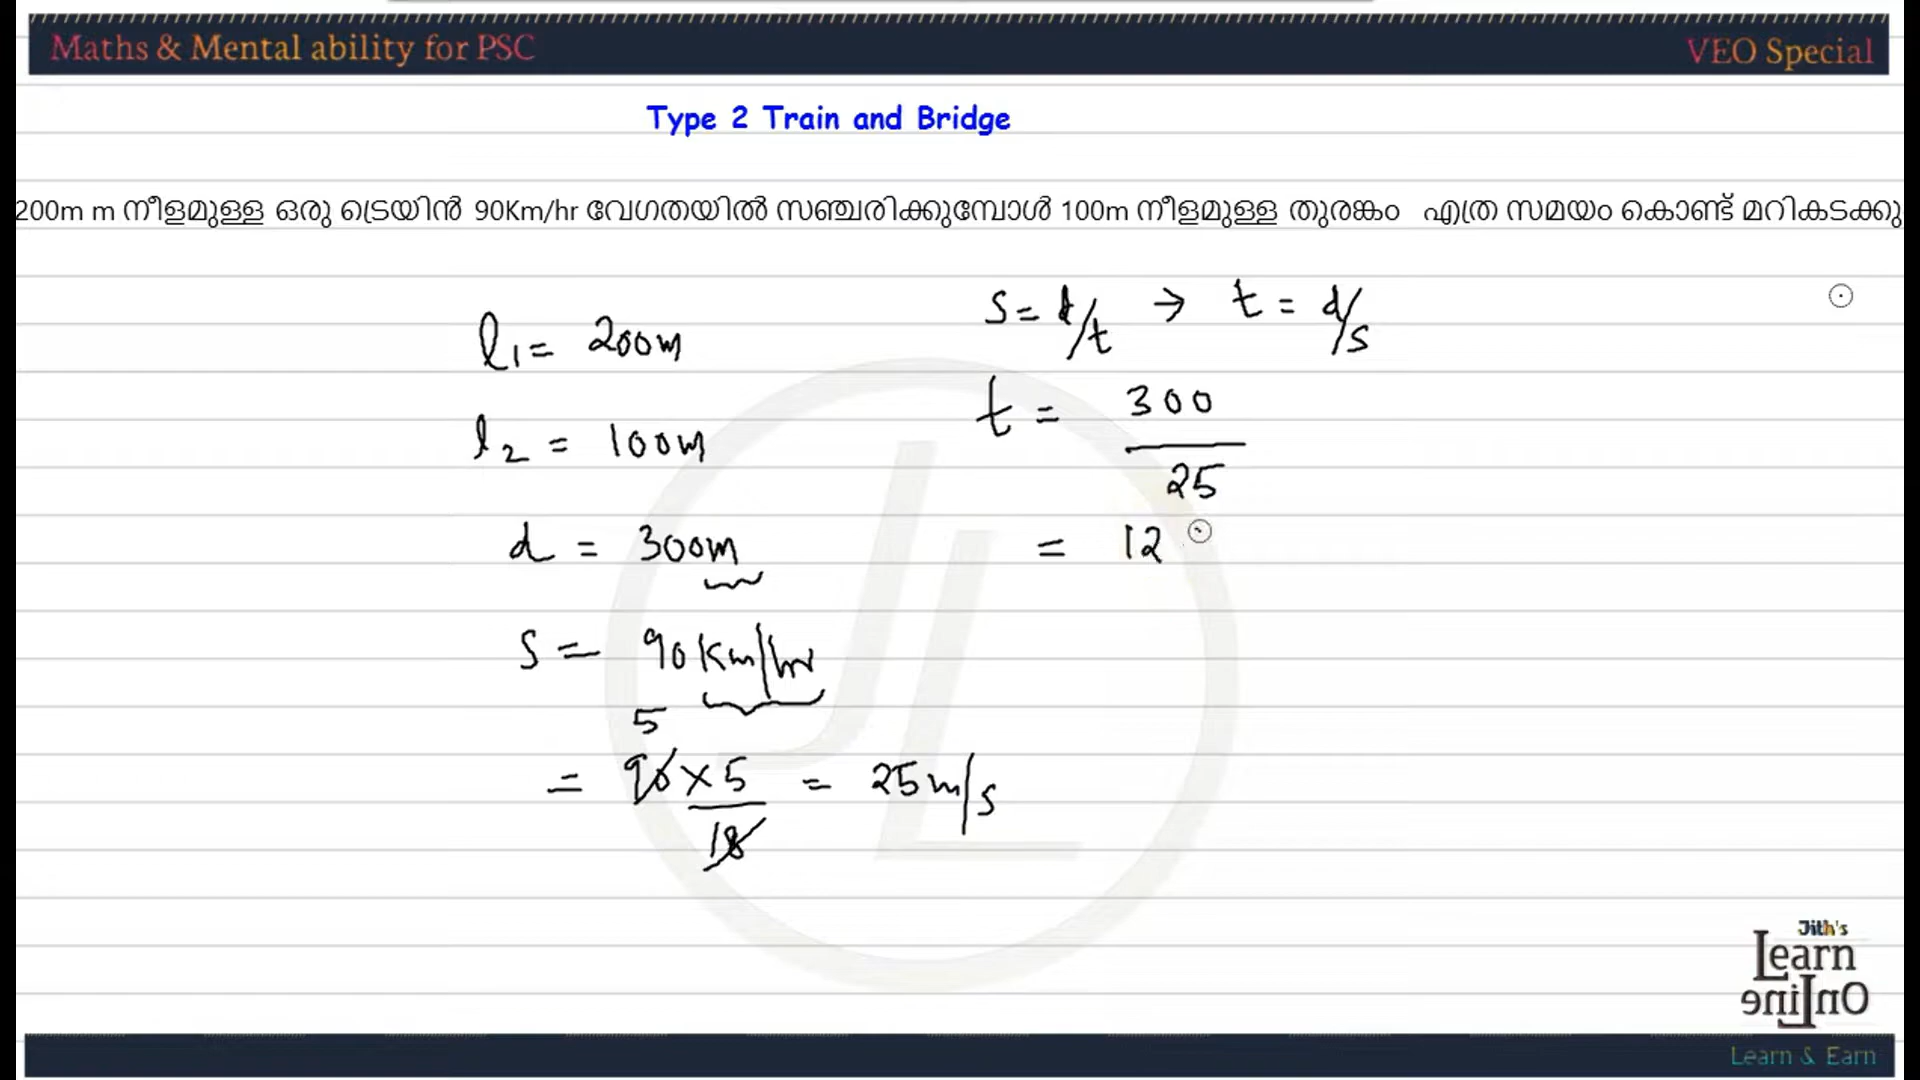 Maths & Mental ability for PSC
VEO Special
Type 2 Train and Bridge
200m m നീളമുള്ള ഒരു ട്രെയിൻ 90Km/hr വേഗതയിൽ സഞ്ചരിക്കുമ്പോൾ 100m നീളമുള്ള തുരങ്കം എത്ര സമയം കൊണ്ട് മറികടക്കു
l1 = 200m
l2 = 100m
d = 300m
s = 90 km/hr
5
= 90 × 5 / 18 = 25 m/s
s = d/t → t = d/s
t = 300 / 25
= 12
Jith's
Learn
OnLine
Learn & Earn